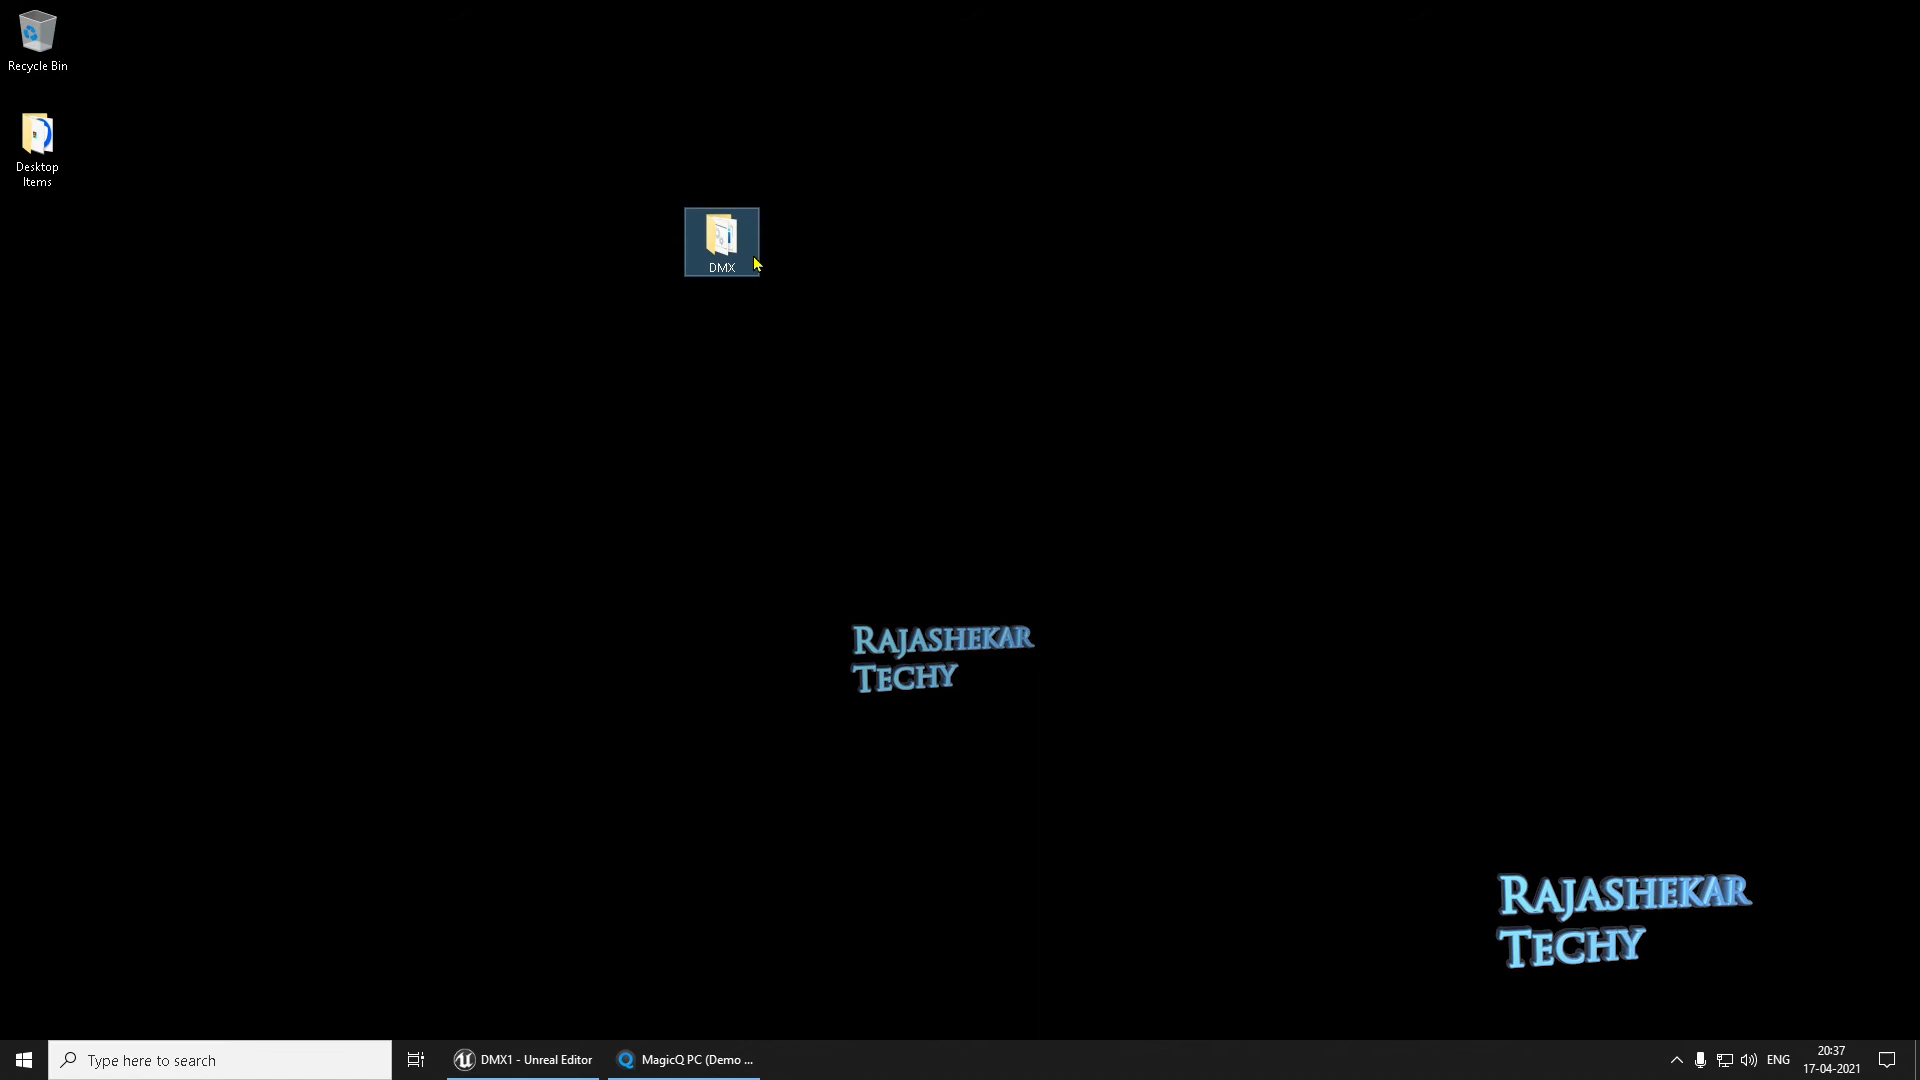 Recycle Bin
Desktop
Items
DMX
RAJASHEKAR
TECHY
RAJASHEKAR
TECHY
Type here to search
DMX1 - Unreal Editor
MagicQ PC (Demo ...
ENG
20:37
17-04-2021